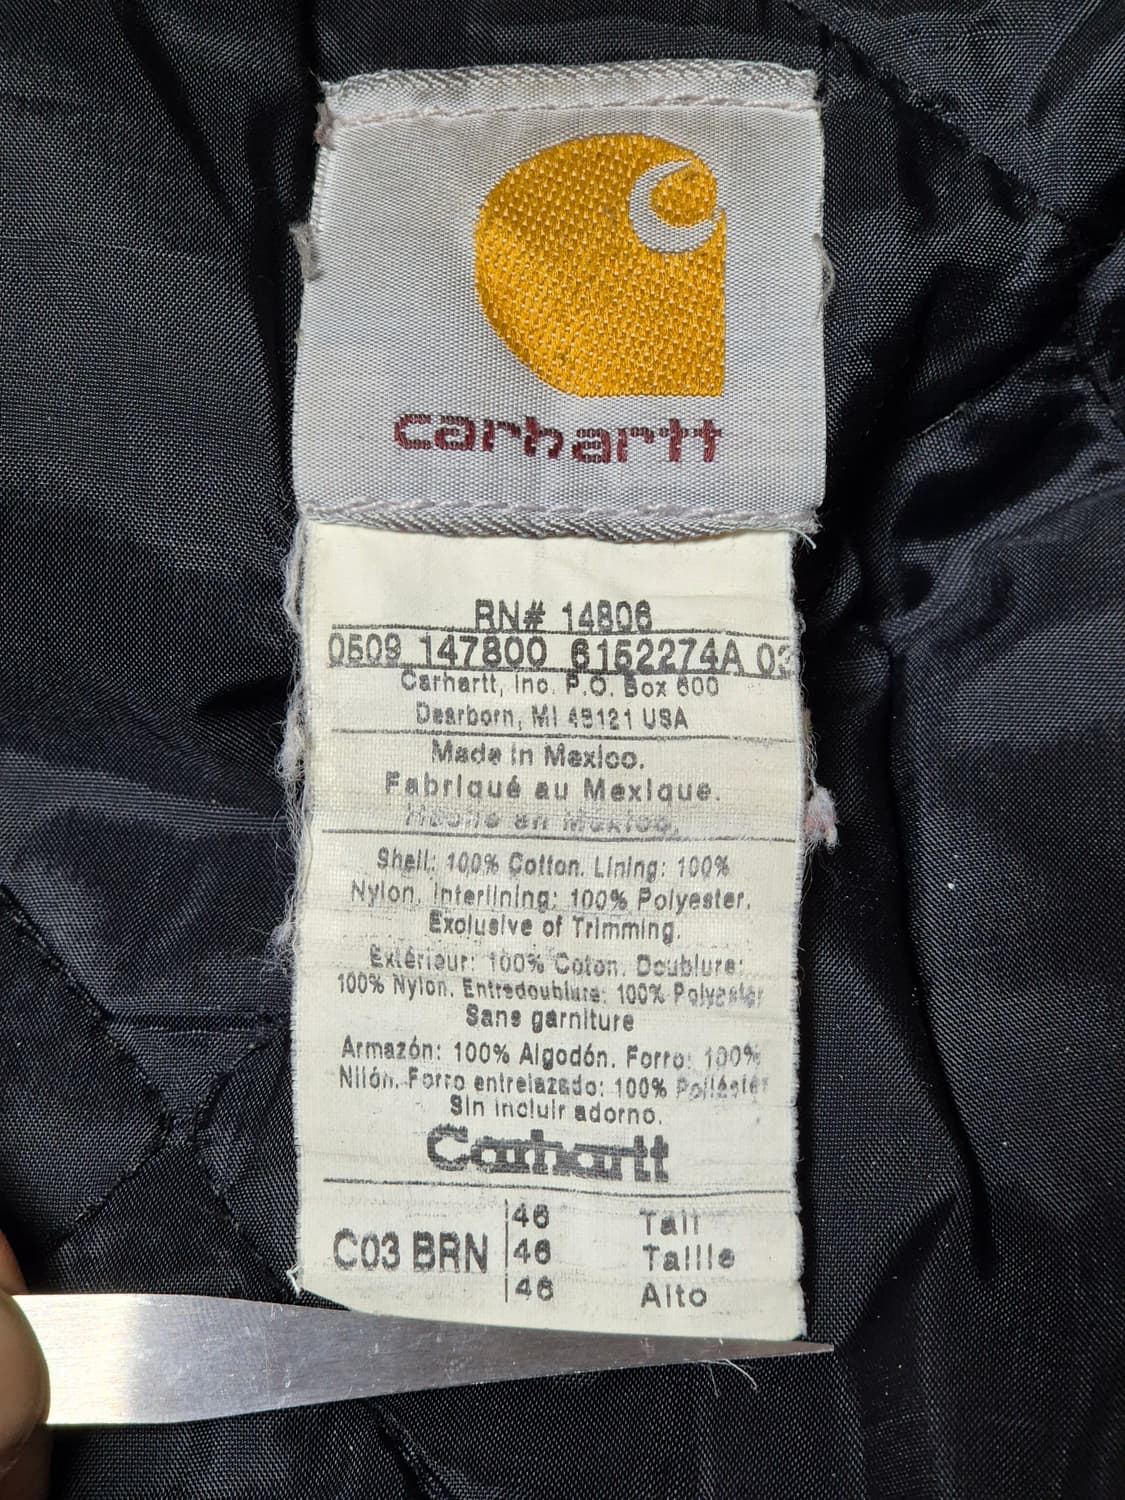 carhartt
RN# 14806
0509 147800 6152274A 03
Carhartt, Inc. P.O. Box 600
Dearborn, MI 48121 USA
Made in Mexico.
Fabriqué au Mexique.
Hecho en Mexico.
Shell: 100% Cotton. Lining: 100%
Nylon. Interlining: 100% Polyester.
Exclusive of Trimming.
Extérieur: 100% Coton. Doublure:
100% Nylon. Entredoublure: 100% Polyester
Sans garniture
Armazón: 100% Algodón. Forro: 100%
Nilón. Forro entrelazado: 100% Poliéster
Sin incluir adorno.
Carhartt
46 Tall
C03 BRN 46 Taille
46 Alto